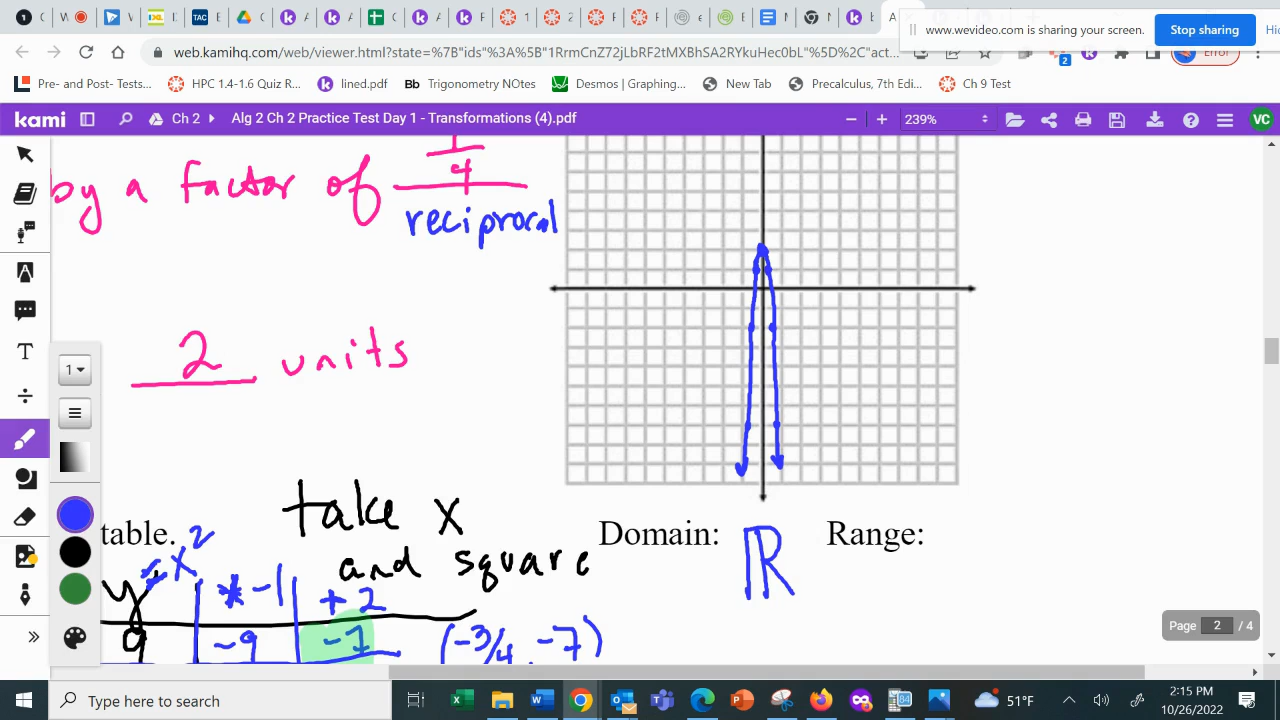 www.wevideo.com is sharing your screen.
Stop sharing
web.kamihq.com/web/viewer.html?state=%7B"ids"%3A%5B"1RrmCnZ72jLbRF2tMXBhSA2RYkuHec0bL"%5D%2C"act...
Error
Pre- and Post- Tests...
HPC 1.4-1.6 Quiz R...
lined.pdf
Bb Trigonometry NOtes
Desmos | Graphing...
New Tab
Precalculus, 7th Edi...
Ch 9 Test
kami
Ch 2
Alg 2 Ch 2 Practice Test Day 1 - Transformations (4).pdf
239%
VC
by a factor of 1/4
reciprocal
2 units
take x
and square
Domain: ℝ
Range:
table.
y = x2
* -1
+ 2
9
-9
-7
(-3/4, -7)
Page 2 / 4
Type here to search
51°F
2:15 PM
10/26/2022